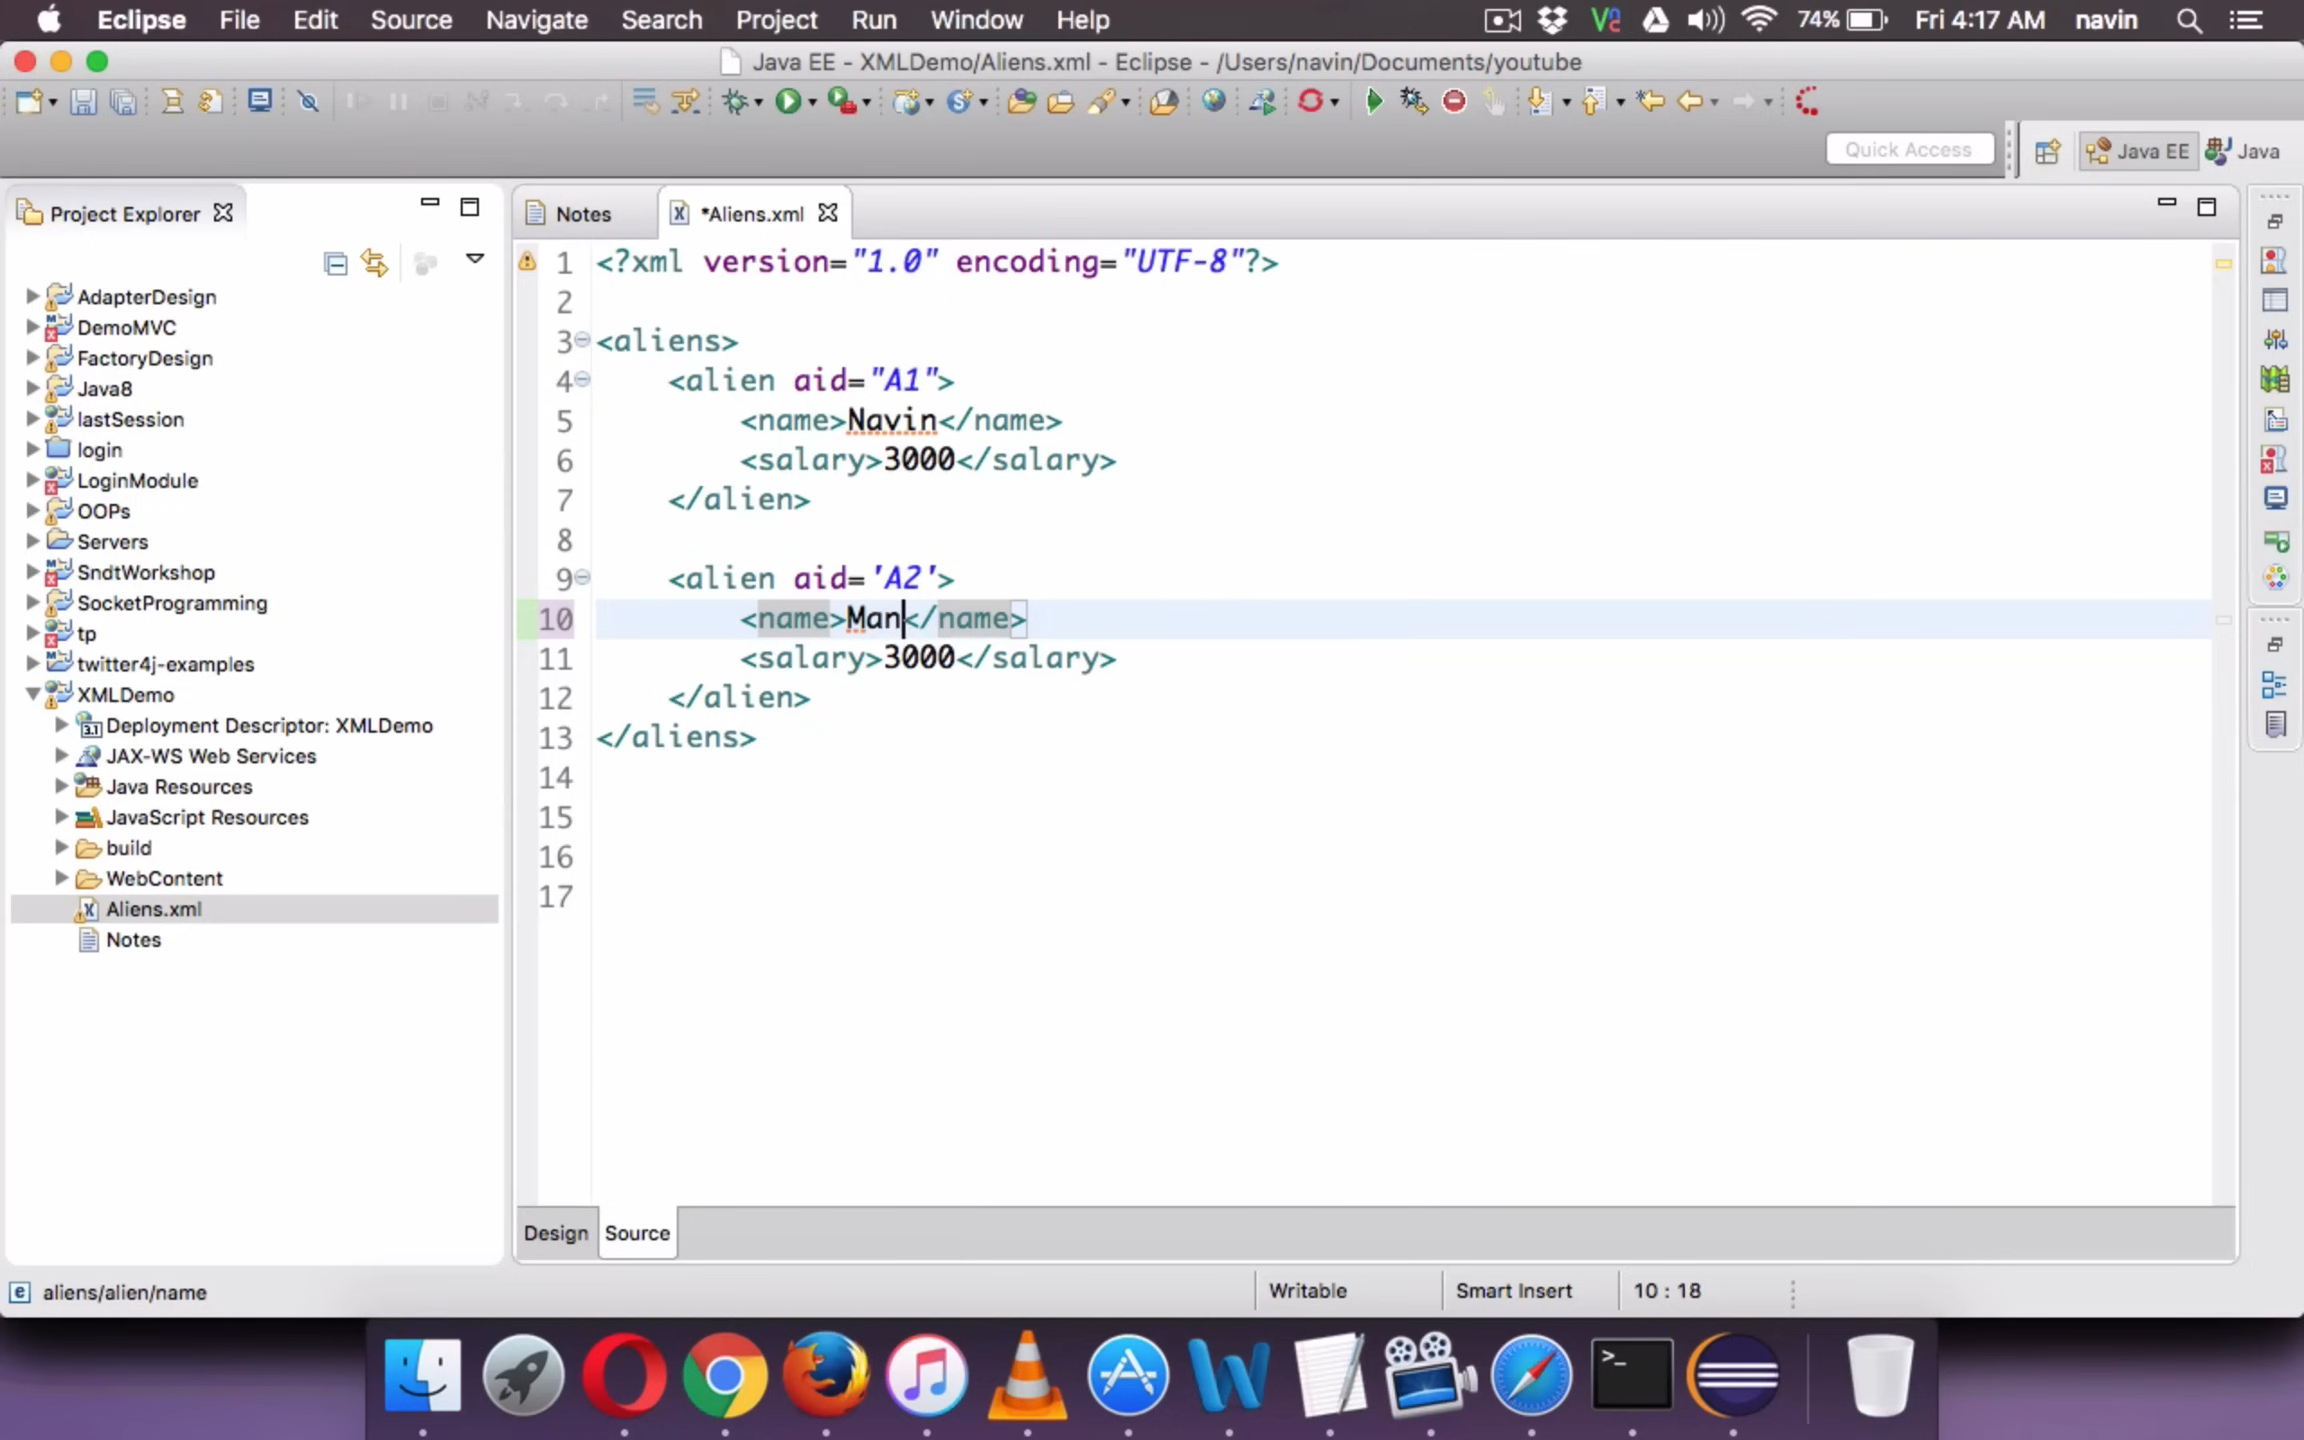 Eclipse File Edit Source Navigate Search Project Run Window Help 74% Fri 4:17 AM navin
Java EE - XMLDemo/Aliens.xml - Eclipse - /Users/navin/Documents/youtube
Quick Access Java EE Java
Project Explorer
Notes *Aliens.xml
AdapterDesign
DemoMVC
FactoryDesign
Java8
lastSession
login
LoginModule
OOPs
Servers
SndtWorkshop
SocketProgramming
tp
twitter4j-examples
XMLDemo
Deployment Descriptor: XMLDemo
JAX-WS Web Services
Java Resources
JavaScript Resources
build
WebContent
Aliens.xml
Notes
1 <?xml version="1.0" encoding="UTF-8"?>
2
3 <aliens>
4 <alien aid="A1">
5 <name>Navin</name>
6 <salary>3000</salary>
7 </alien>
8
9 <alien aid='A2'>
10 <name>Man</name>
11 <salary>3000</salary>
12 </alien>
13 </aliens>
14
15
16
17
Design Source
aliens/alien/name Writable Smart Insert 10 : 18